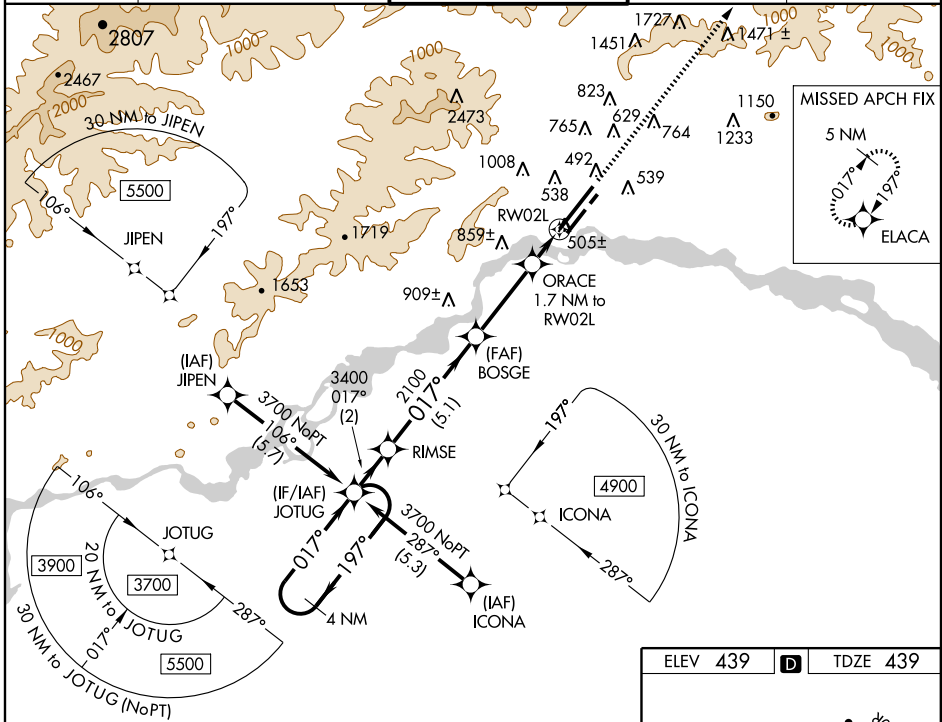 2807
1000
1727
1000
1451
1471 ±
1000
2467
2000
1000
2473
823
765
629
764
1150
1233
MISSED APCH FIX
5 NM
017°
197°
ELACA
30 NM to JIPEN
5500
106°
197°
JIPEN
1008
492
538
539
RW02L
505±
859±
1719
ORACE
1.7 NM to
RW02L
1653
909±
1000
(FAF)
BOSGE
(IAF)
JIPEN
3400
017°
(2)
2100
017°
(5.1)
3700 NoPT
106°
(5.7)
RIMSE
197°
30 NM to ICONA
4900
ICONA
287°
(IF/IAF)
JOTUG
3700 NoPT
287°
(5.3)
017°
197°
4 NM
(IAF)
ICONA
106°
JOTUG
3900
20 NM to JOTUG
3700
287°
017°
5500
30 NM to JOTUG (NoPT)
ELEV 439
D
TDZE 439